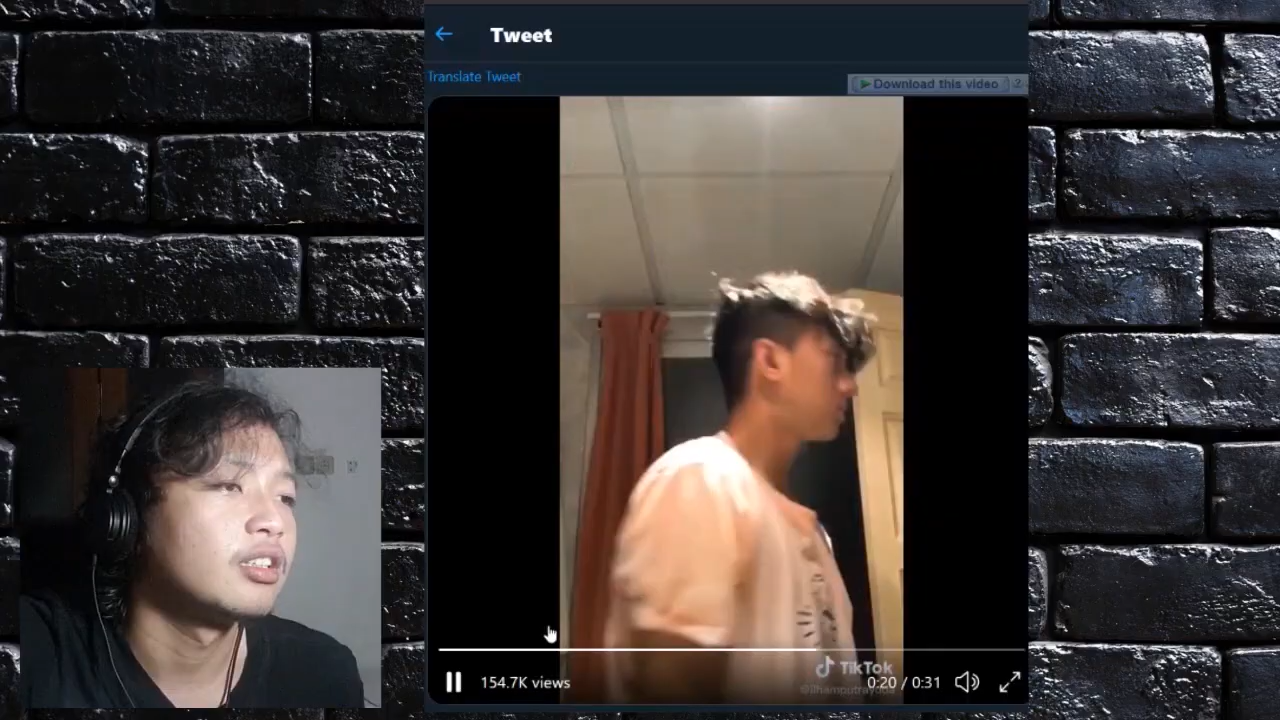 Tweet
Translate Tweet
Download this video
TikTok
154.7K views
0:20 / 0:31